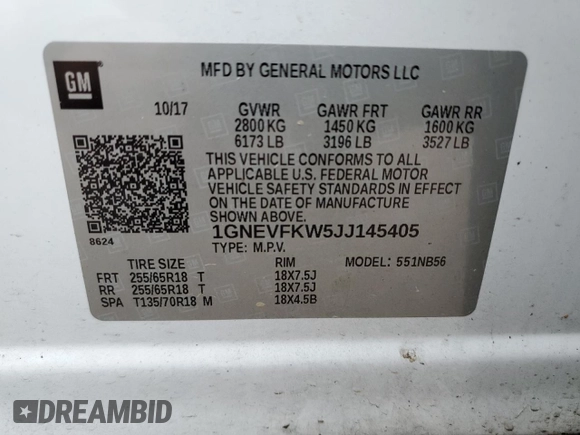 GM
MFD BY GENERAL MOTORS LLC
10/17 GVWR GAWR FRT GAWR RR
2800 KG 1450 KG 1600 KG
6173 LB 3196 LB 3527 LB
THIS VEHICLE CONFORMS TO ALL
APPLICABLE U.S. FEDERAL MOTOR
VEHICLE SAFETY STANDARDS IN EFFECT
ON THE DATE OF MANUFACTURE
SHOWN ABOVE.
8624
1GNEVFKW5JJ145405
TYPE: M.P.V.
TIRE SIZE RIM MODEL: 551NB56
FRT 255/65R18 T 18X7.5J
RR 255/65R18 T 18X7.5J
SPA T135/70R18 M 18X4.5B
DREAMBID